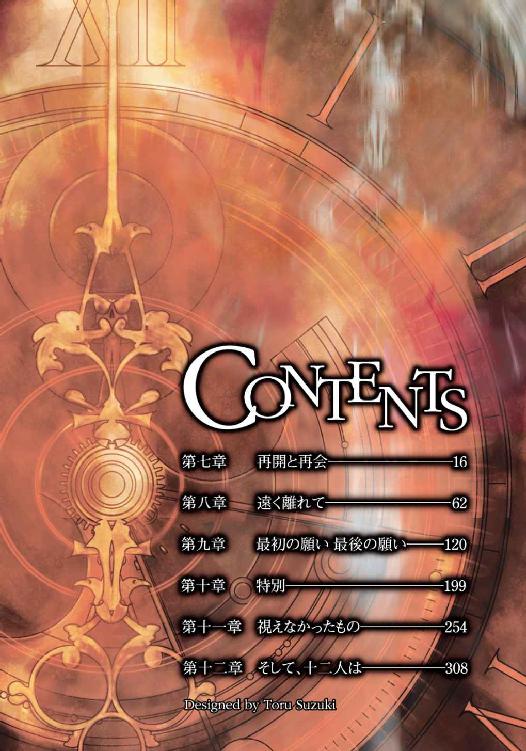 XII
CONTENTS
第七章 再開と再会 16
第八章 遠く離れて 62
第九章 最初の願い 最後の願い 120
第十章 特別 199
第十一章 視えなかったもの 254
第十二章 そして、十二人は 308
Designed by Toru Suzuki